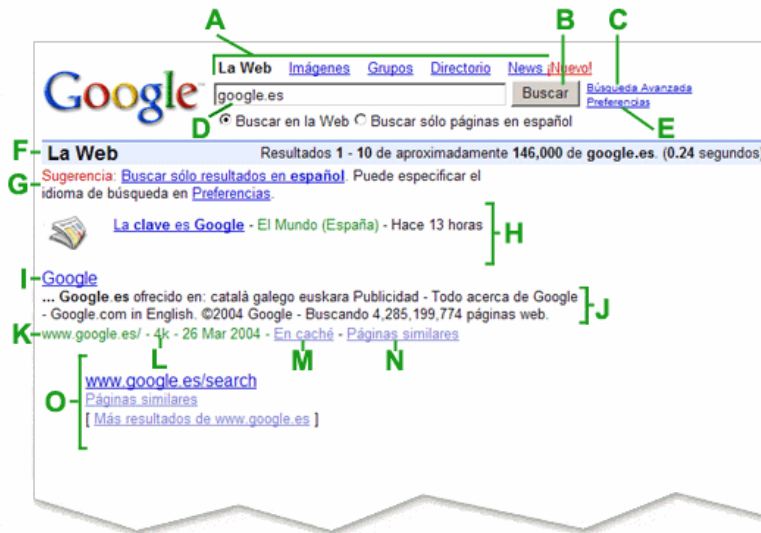 A B C
La Web Imágenes Grupos Directorio News ¡Nuevo!
Google™
google.es Buscar Búsqueda Avanzada
Preferencias
D E
Buscar en la Web Buscar sólo páginas en español
F La Web Resultados 1 - 10 de aproximadamente 146,000 de google.es. (0.24 segundos)
G Sugerencia: Buscar sólo resultados en español. Puede especificar el
idioma de búsqueda en Preferencias.
La clave es Google - El Mundo (España) - Hace 13 horas H
I Google
... Google.es ofrecido en: català galego euskara Publicidad - Todo acerca de Google
- Google.com in English. ©2004 Google - Buscando 4,285,199,774 páginas web. J
K www.google.es/ - 4k - 26 Mar 2004 - En caché - Páginas similares
L M N
O www.google.es/search
Páginas similares
[ Más resultados de www.google.es ]